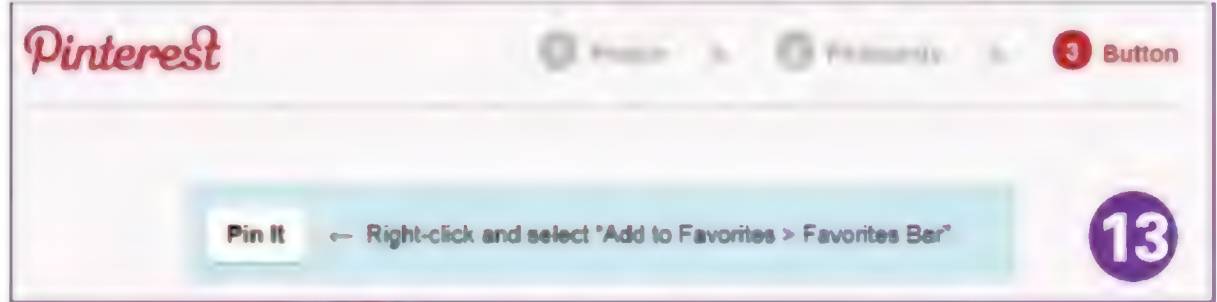 Pinterest
3 Button
Pin It ← Right-click and select "Add to Favorites > Favorites Bar"
13